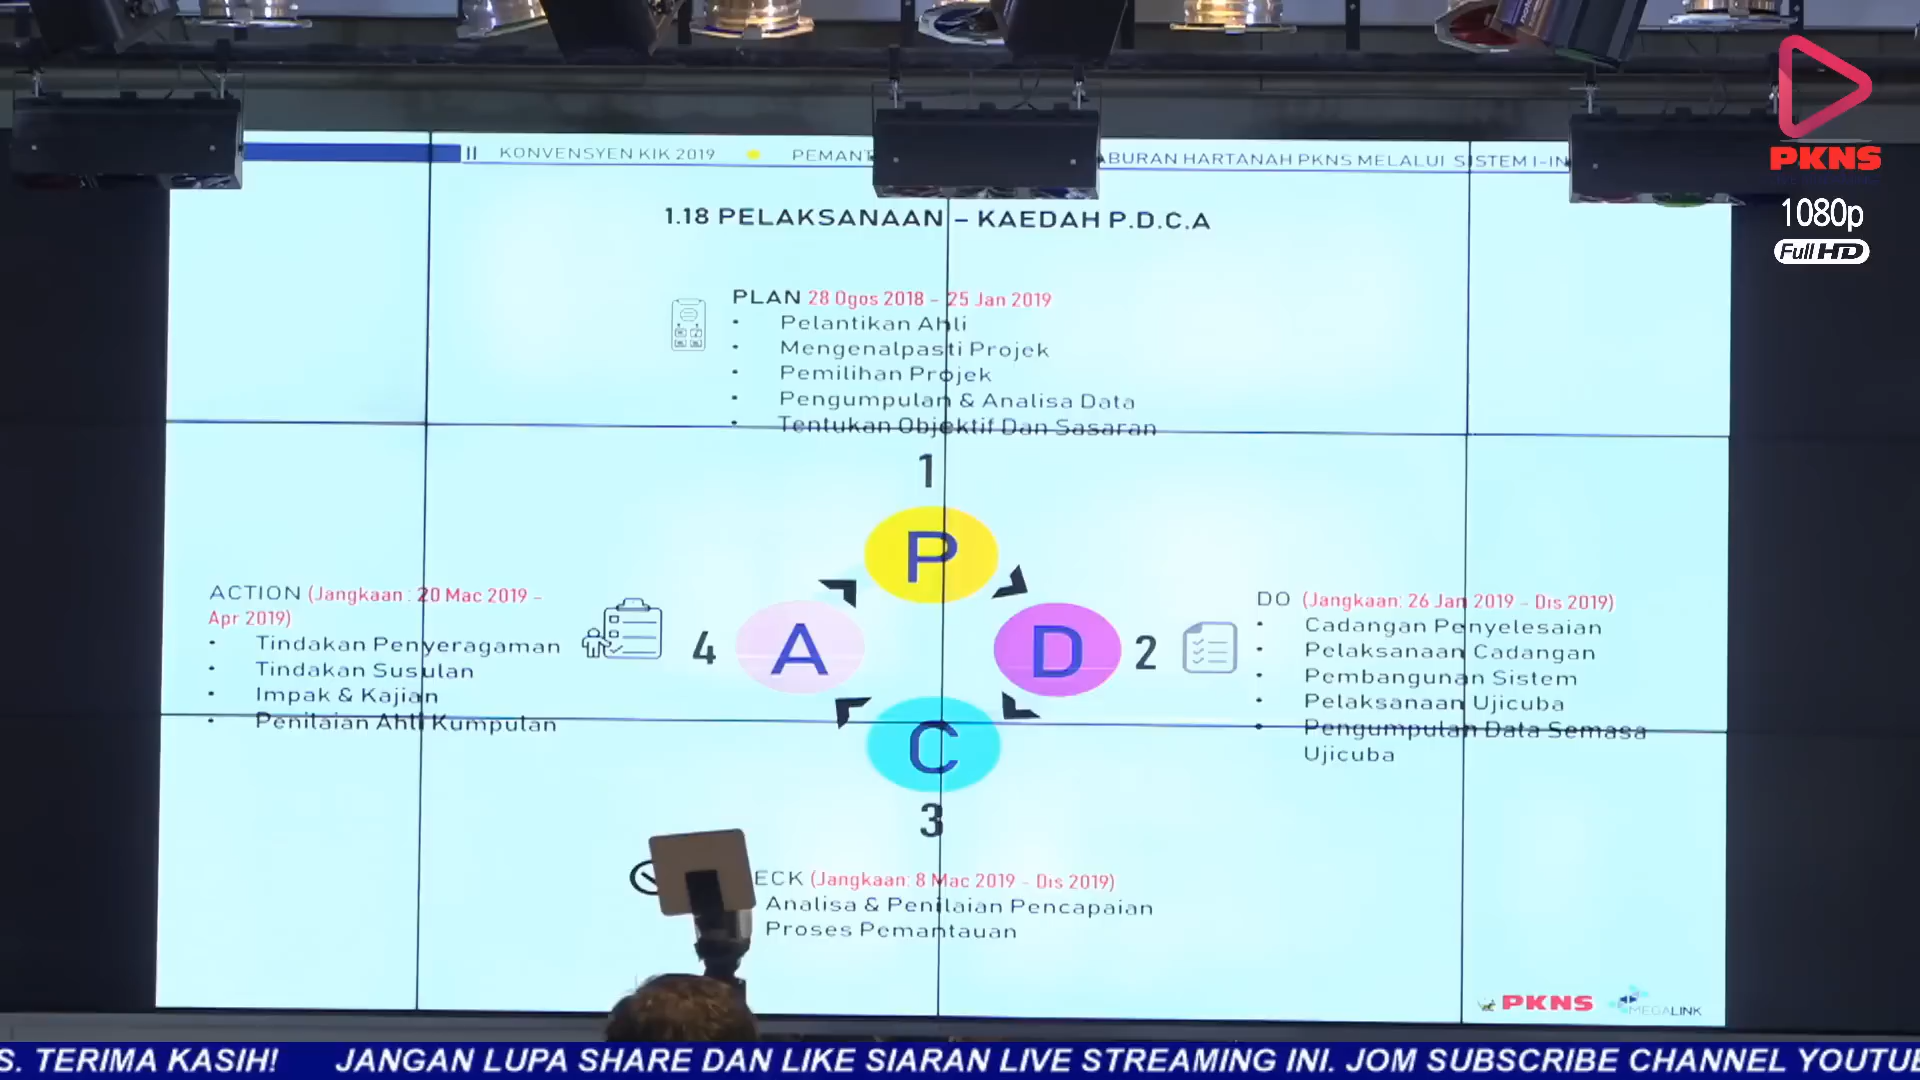 PKNS
1080p
Full HD
KONVENSYEN KIK 2019 HARTANAH PKNS MELALUI SISTEM
1.18 PELAKSANAAN – KAEDAH P.D.C.A
PLAN 28 Ogos 2018 – 25 Jan 2019
• Pelantikan Ahli
• Mengenalpasti Projek
• Pemilihan Projek
• Pengumpulan & Analisa Data
• Tentukan Objektif Dan Sasaran
1
P
ACTION (Jangkaan : 20 Mac 2019 –
Apr 2019)
• Tindakan Penyeragaman
• Tindakan Susulan
• Impak & Kajian
• Penilaian Ahli Kumpulan
4
A
D
2
DO (Jangkaan: 26 Jan 2019 – Dis 2019)
• Cadangan Penyelesaian
• Pelaksanaan Cadangan
• Pembangunan Sistem
• Pelaksanaan Ujicuba
• Pengumpulan Data Semasa
Ujicuba
C
3
ECK (Jangkaan: 8 Mac 2019 – Dis 2019)
Analisa & Penilaian Pencapaian
Proses Pemantauan
PKNS MEGALINK
S. TERIMA KASIH! JANGAN LUPA SHARE DAN LIKE SIARAN LIVE STREAMING INI. JOM SUBSCRIBE CHANNEL YOUTUBE